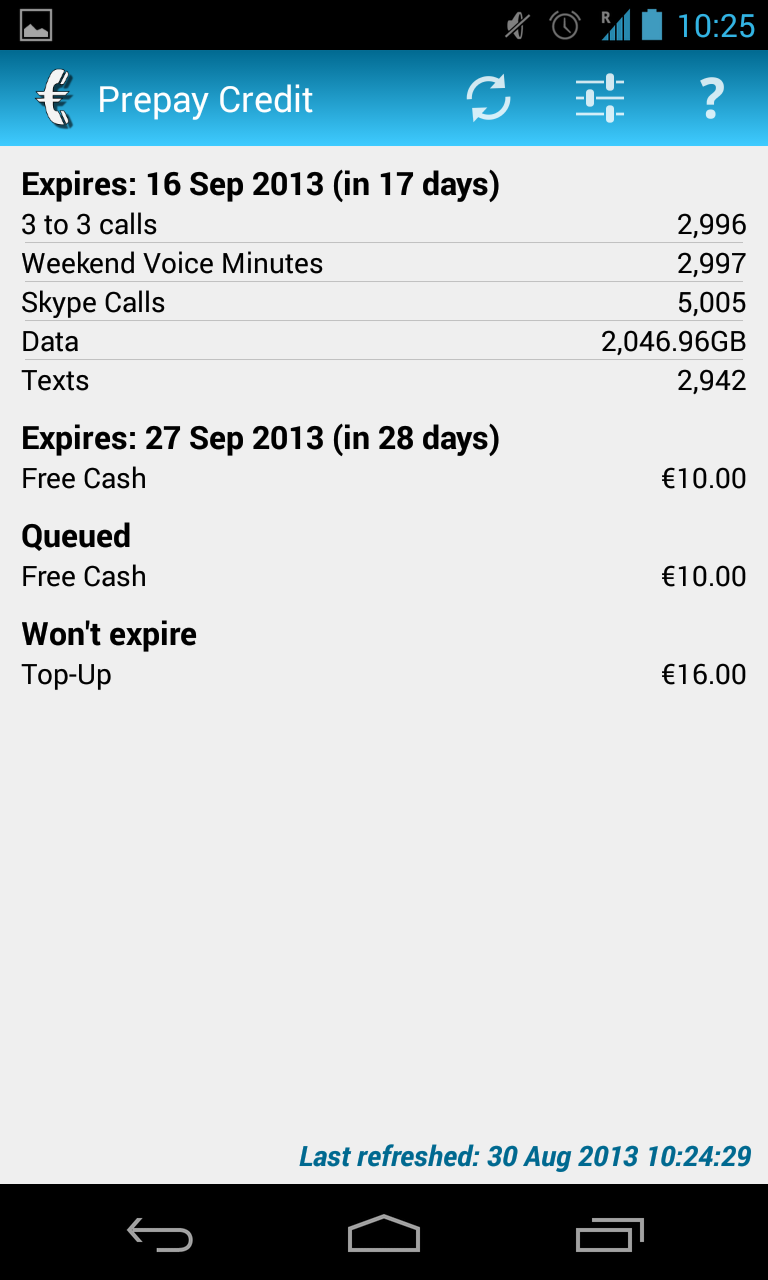 R 10:25
Prepay Credit ?
Expires: 16 Sep 2013 (in 17 days)
3 to 3 calls 2,996
Weekend Voice Minutes 2,997
Skype Calls 5,005
Data 2,046.96GB
Texts 2,942
Expires: 27 Sep 2013 (in 28 days)
Free Cash €10.00
Queued
Free Cash €10.00
Won't expire
Top-Up €16.00
Last refreshed: 30 Aug 2013 10:24:29